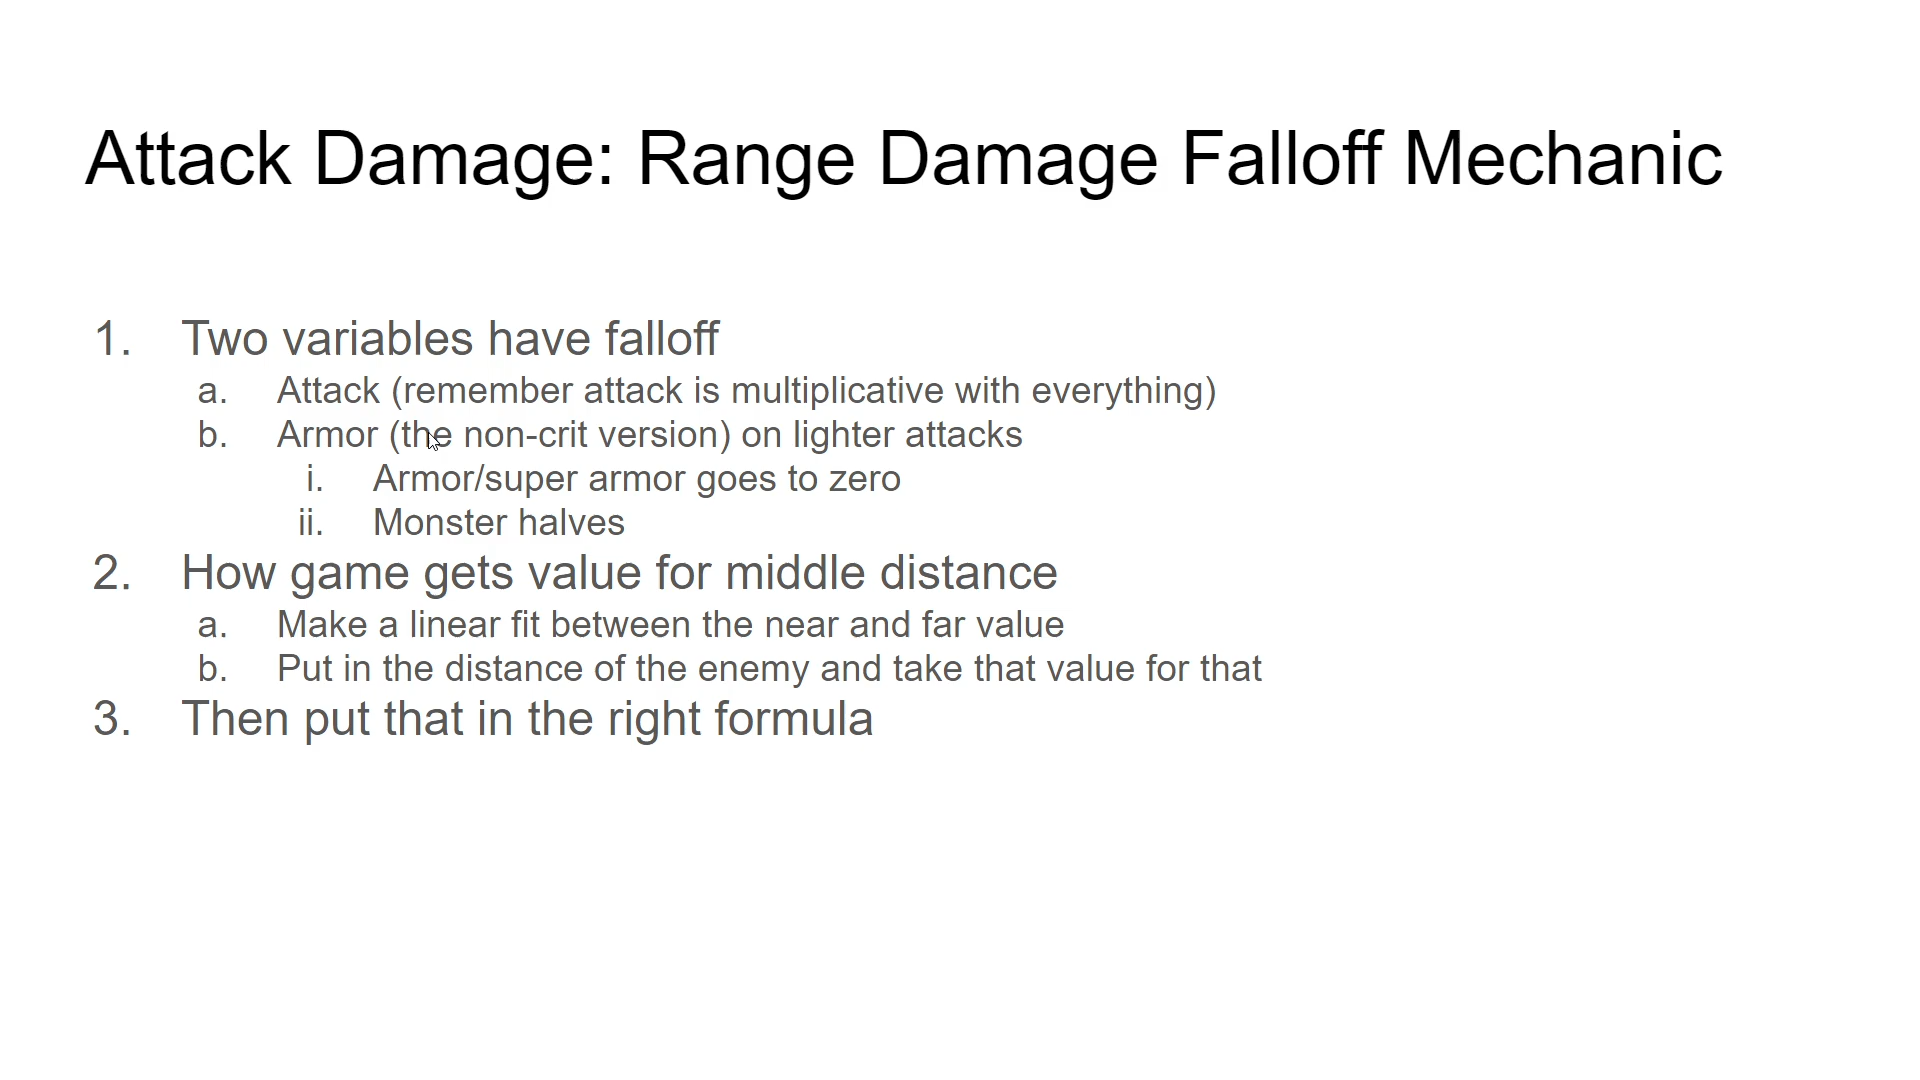 Attack Damage: Range Damage Falloff Mechanic
1. Two variables have falloff
a. Attack (remember attack is multiplicative with everything)
b. Armor (the non-crit version) on lighter attacks
i. Armor/super armor goes to zero
ii. Monster halves
2. How game gets value for middle distance
a. Make a linear fit between the near and far value
b. Put in the distance of the enemy and take that value for that
3. Then put that in the right formula